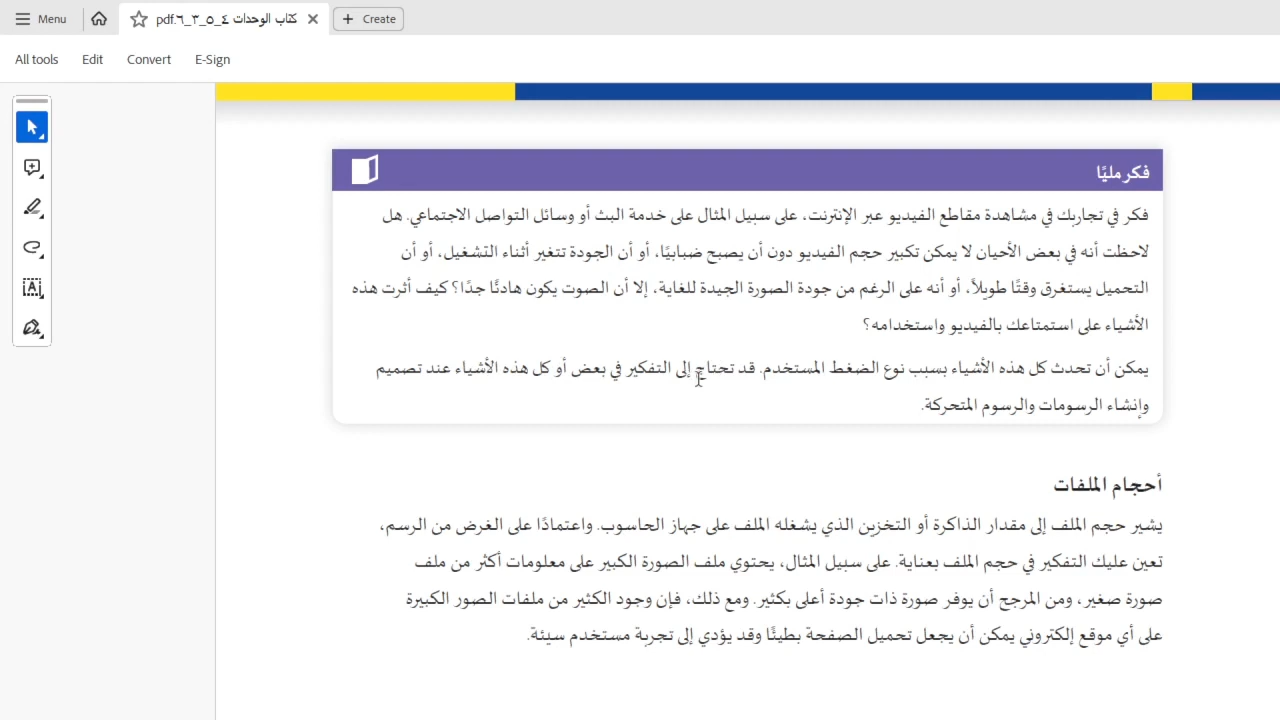 Menu
كتاب الوحدات ٤_٥_٣_٦.pdf
Create
All tools
Edit
Convert
E-Sign
فكر مليًا
فكر في تجاربك في مشاهدة مقاطع الفيديو عبر الإنترنت، على سبيل المثال على خدمة البث أو وسائل التواصل الاجتماعي. هل
لاحظت أنه في بعض الأحيان لا يمكن تكبير حجم الفيديو دون أن يصبح ضبابيًا، أو أن الجودة تتغير أثناء التشغيل، أو أن
التحميل يستغرق وقتًا طويلاً، أو أنه على الرغم من جودة الصورة الجيدة للغاية، إلا أن الصوت يكون هادئًا جدًا؟ كيف أثرت هذه
الأشياء على استمتاعك بالفيديو واستخدامه؟
يمكن أن تحدث كل هذه الأشياء بسبب نوع الضغط المستخدم. قد تحتاج إلى التفكير في بعض أو كل هذه الأشياء عند تصميم
وإنشاء الرسومات والرسوم المتحركة.
أحجام الملفات
يشير حجم الملف إلى مقدار الذاكرة أو التخزين الذي يشغله الملف على جهاز الحاسوب. واعتمادًا على الغرض من الرسم،
تعين عليك التفكير في حجم الملف بعناية. على سبيل المثال، يحتوي ملف الصورة الكبير على معلومات أكثر من ملف
صورة صغير، ومن المرجح أن يوفر صورة ذات جودة أعلى بكثير. ومع ذلك، فإن وجود الكثير من ملفات الصور الكبيرة
على أي موقع إلكتروني يمكن أن يجعل تحميل الصفحة بطيئًا وقد يؤدي إلى تجربة مستخدم سيئة.